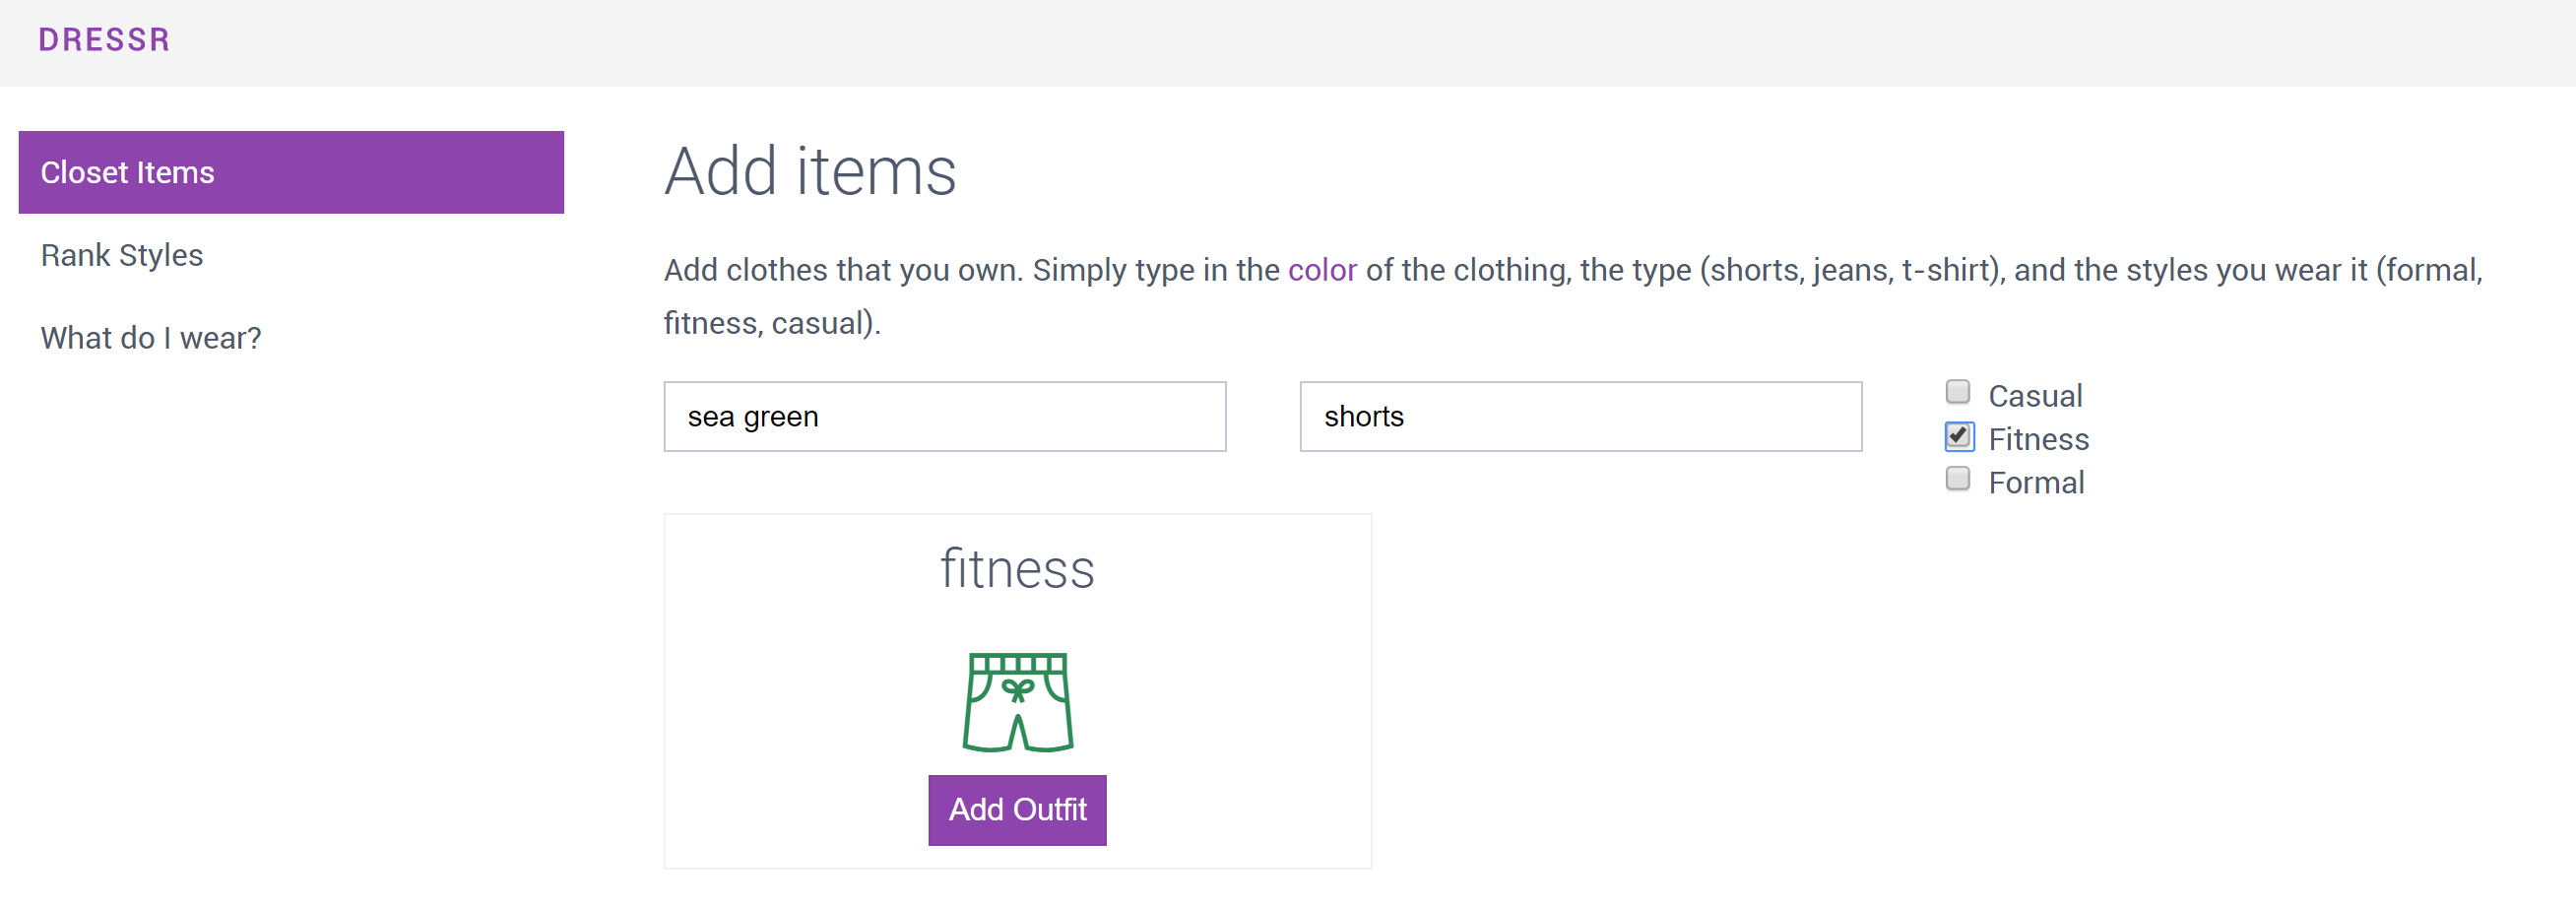 DRESSR
Closet Items
Rank Styles
What do I wear?
Add items
Add clothes that you own. Simply type in the color of the clothing, the type (shorts, jeans, t-shirt), and the styles you wear it (formal,
fitness, casual).
sea green
shorts
Casual
Fitness
Formal
fitness
Add Outfit